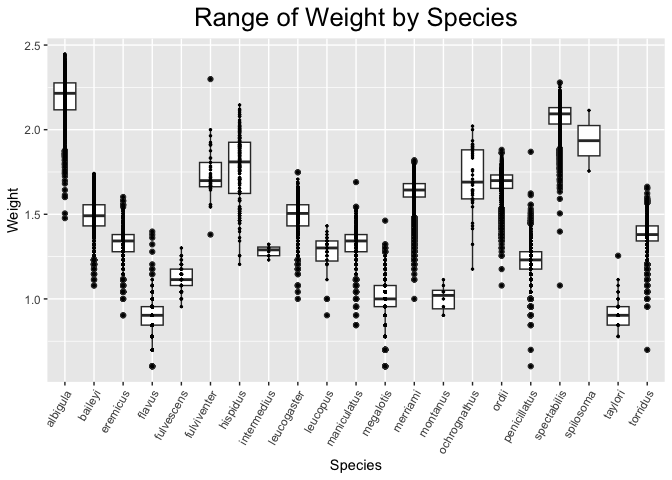 Range of Weight by Species
Weight
2.5
2.0
1.5
1.0
albigula
baileyi
eremicus
flavus
fulvescens
fulviventer
hispidus
intermedius
leucogaster
leucopus
maniculatus
megalotis
merriami
montanus
ochrognathus
ordii
penicillatus
spectabilis
spilosoma
taylori
torridus
Species